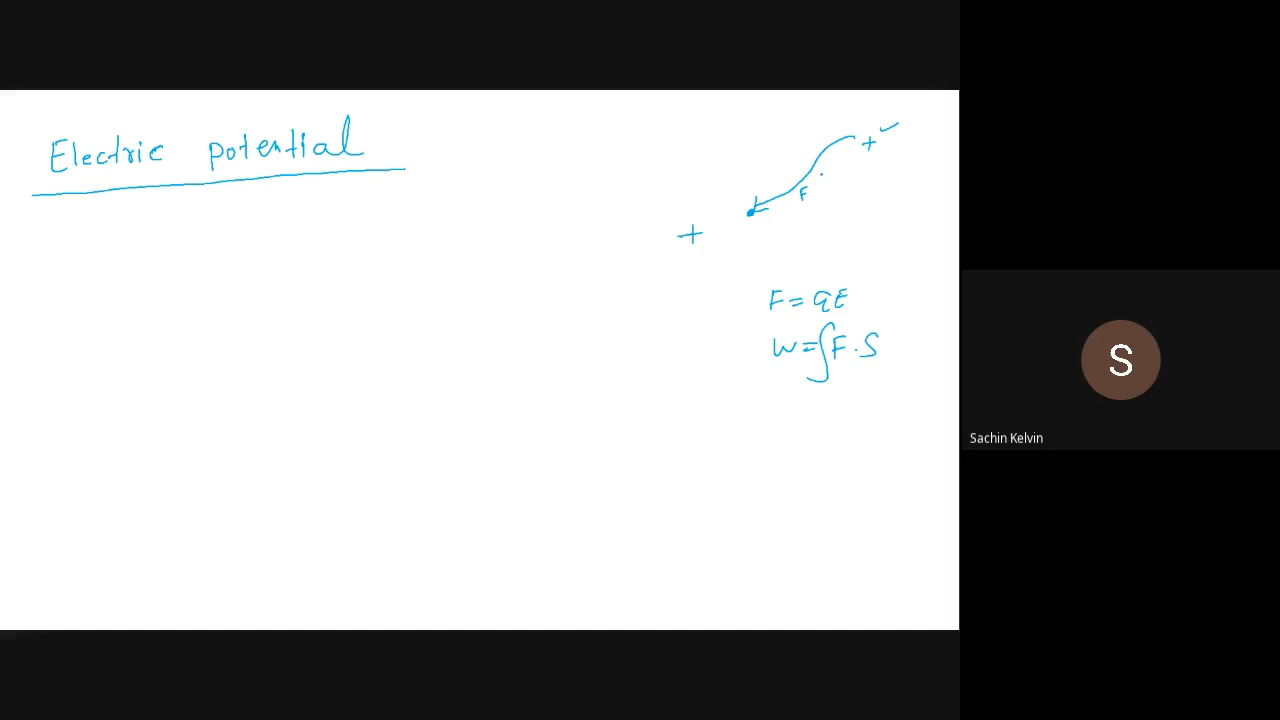 Electric potential
+
F
+
F = qE
W = ∫F.S
S
Sachin Kelvin